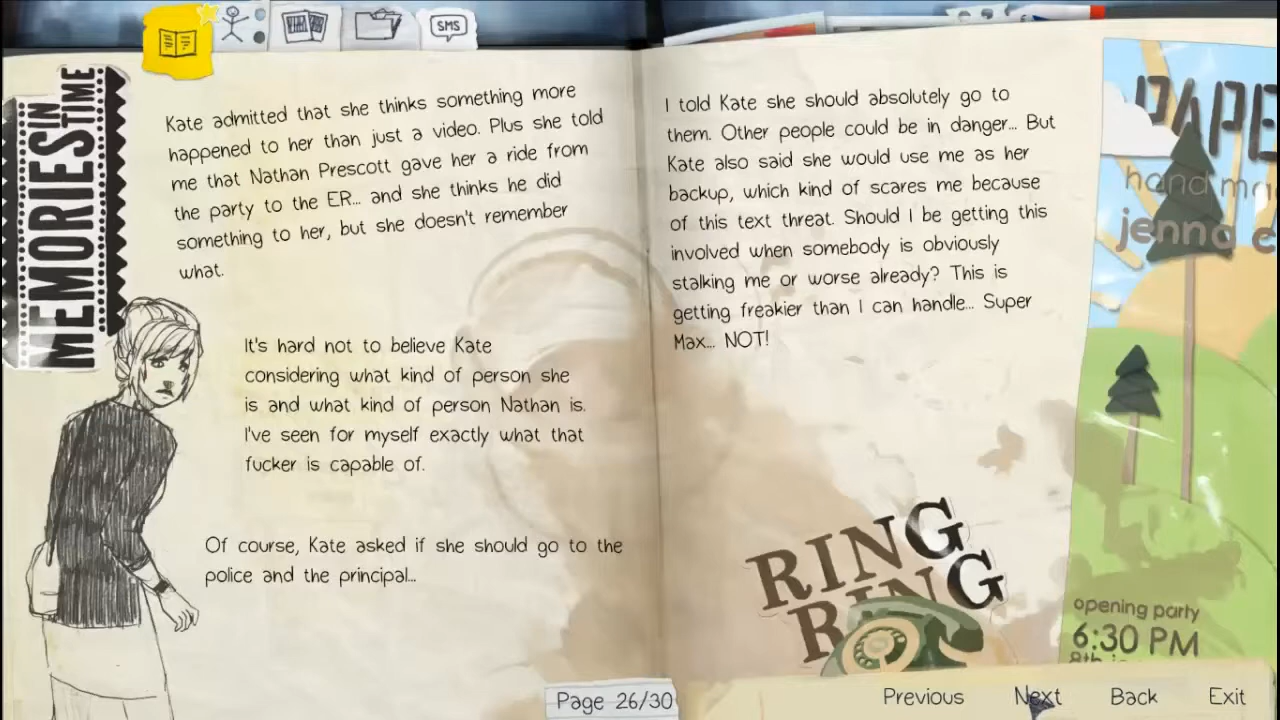 SMS
MEMORIES IN TIME
Kate admitted that she thinks something more
happened to her than just a video. Plus she told
me that Nathan Prescott gave her a ride from
the party to the ER... and she thinks he did
something to her, but she doesn't remember
what.
It's hard not to believe Kate
considering what kind of person she
is and what kind of person Nathan is.
I've seen for myself exactly what that
fucker is capable of.
Of course, Kate asked if she should go to the
police and the principal...
I told Kate she should absolutely go to
them. Other people could be in danger... But
Kate also said she would use me as her
backup, which kind of scares me because
of this text threat. Should I be getting this
involved when somebody is obviously
stalking me or worse already? This is
getting freakier than I can handle... Super
Max... NOT!
RING
RING
PAPE
hand ma
jenna c
opening party
6:30 PM
8th
Page 26/30
Previous
Next
Back
Exit